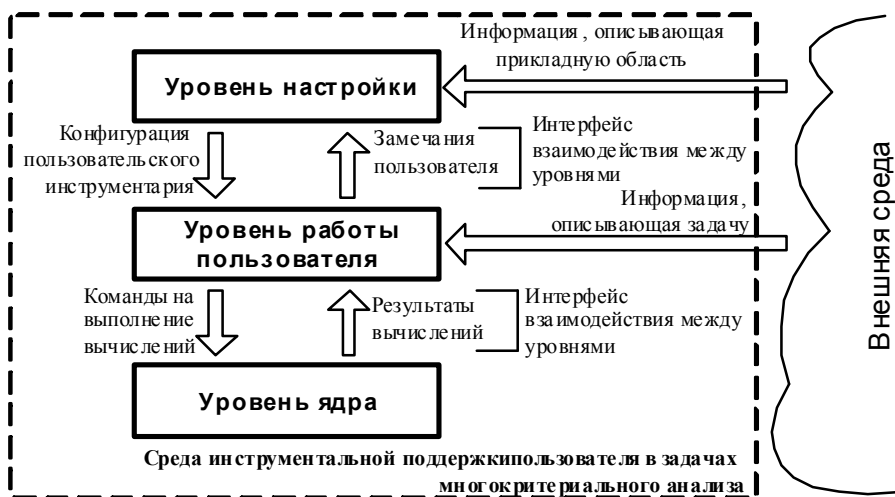 Информация, описывающая
прикладную область
Уровень настройки
Конфигурация
пользовательского
инструментария
Замечания
пользователя
Интерфейс
взаимодействия между
уровнями
Информация,
описывающая задачу
Уровень работы
пользователя
Команды на
выполнение
вычислений
Результаты
вычислений
Интерфейс
взаимодействия между
уровнями
Уровень ядра
Среда инструментальной поддержкипользователя в задачах
многокритериального анализа
Внешняя среда